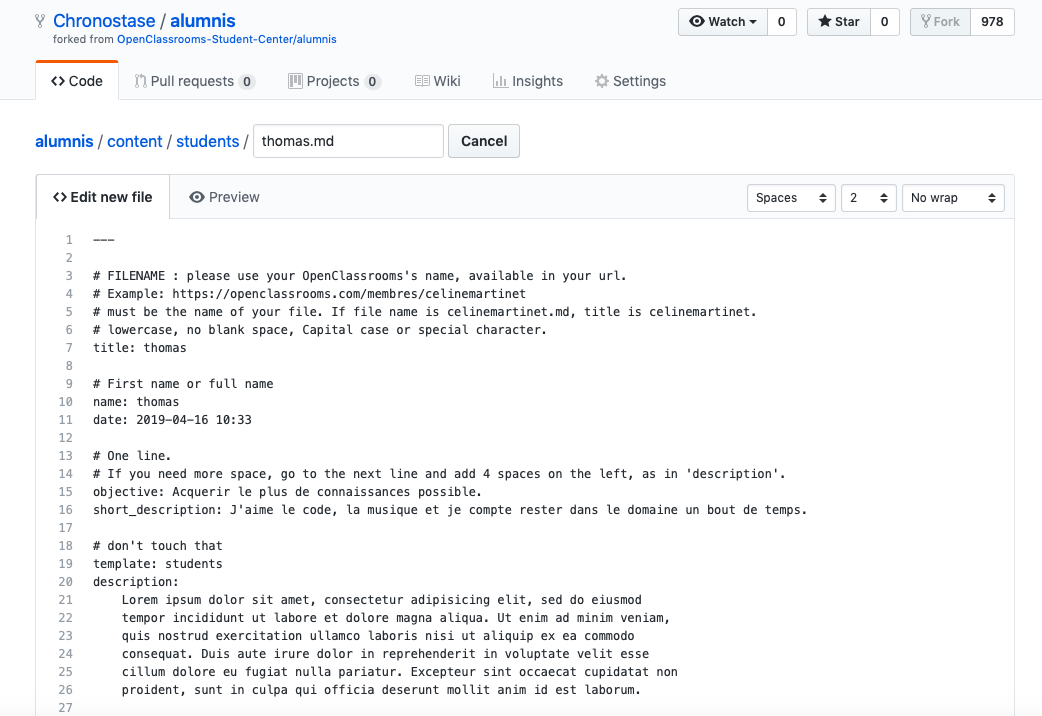 Chronostase / alumnis
Watch 0 Star 0 Fork 978
forked from OpenClassrooms-Student-Center/alumnis
Code Pull requests 0 Projects 0 Wiki Insights Settings
alumnis / content / students / thomas.md Cancel
Edit new file Preview Spaces 2 No wrap
1 ---
2
3 # FILENAME : please use your OpenClassrooms's name, available in your url.
4 # Example: https://openclassrooms.com/membres/celinemartinet
5 # must be the name of your file. If file name is celinemartinet.md, title is celinemartinet.
6 # lowercase, no blank space, Capital case or special character.
7 title: thomas
8
9 # First name or full name
10 name: thomas
11 date: 2019-04-16 10:33
12
13 # One line.
14 # If you need more space, go to the next line and add 4 spaces on the left, as in 'description'.
15 objective: Acquerir le plus de connaissances possible.
16 short_description: J'aime le code, la musique et je compte rester dans le domaine un bout de temps.
17
18 # don't touch that
19 template: students
20 description:
21 Lorem ipsum dolor sit amet, consectetur adipisicing elit, sed do eiusmod
22 tempor incididunt ut labore et dolore magna aliqua. Ut enim ad minim veniam,
23 quis nostrud exercitation ullamco laboris nisi ut aliquip ex ea commodo
24 consequat. Duis aute irure dolor in reprehenderit in voluptate velit esse
25 cillum dolore eu fugiat nulla pariatur. Excepteur sint occaecat cupidatat non
26 proident, sunt in culpa qui officia deserunt mollit anim id est laborum.
27